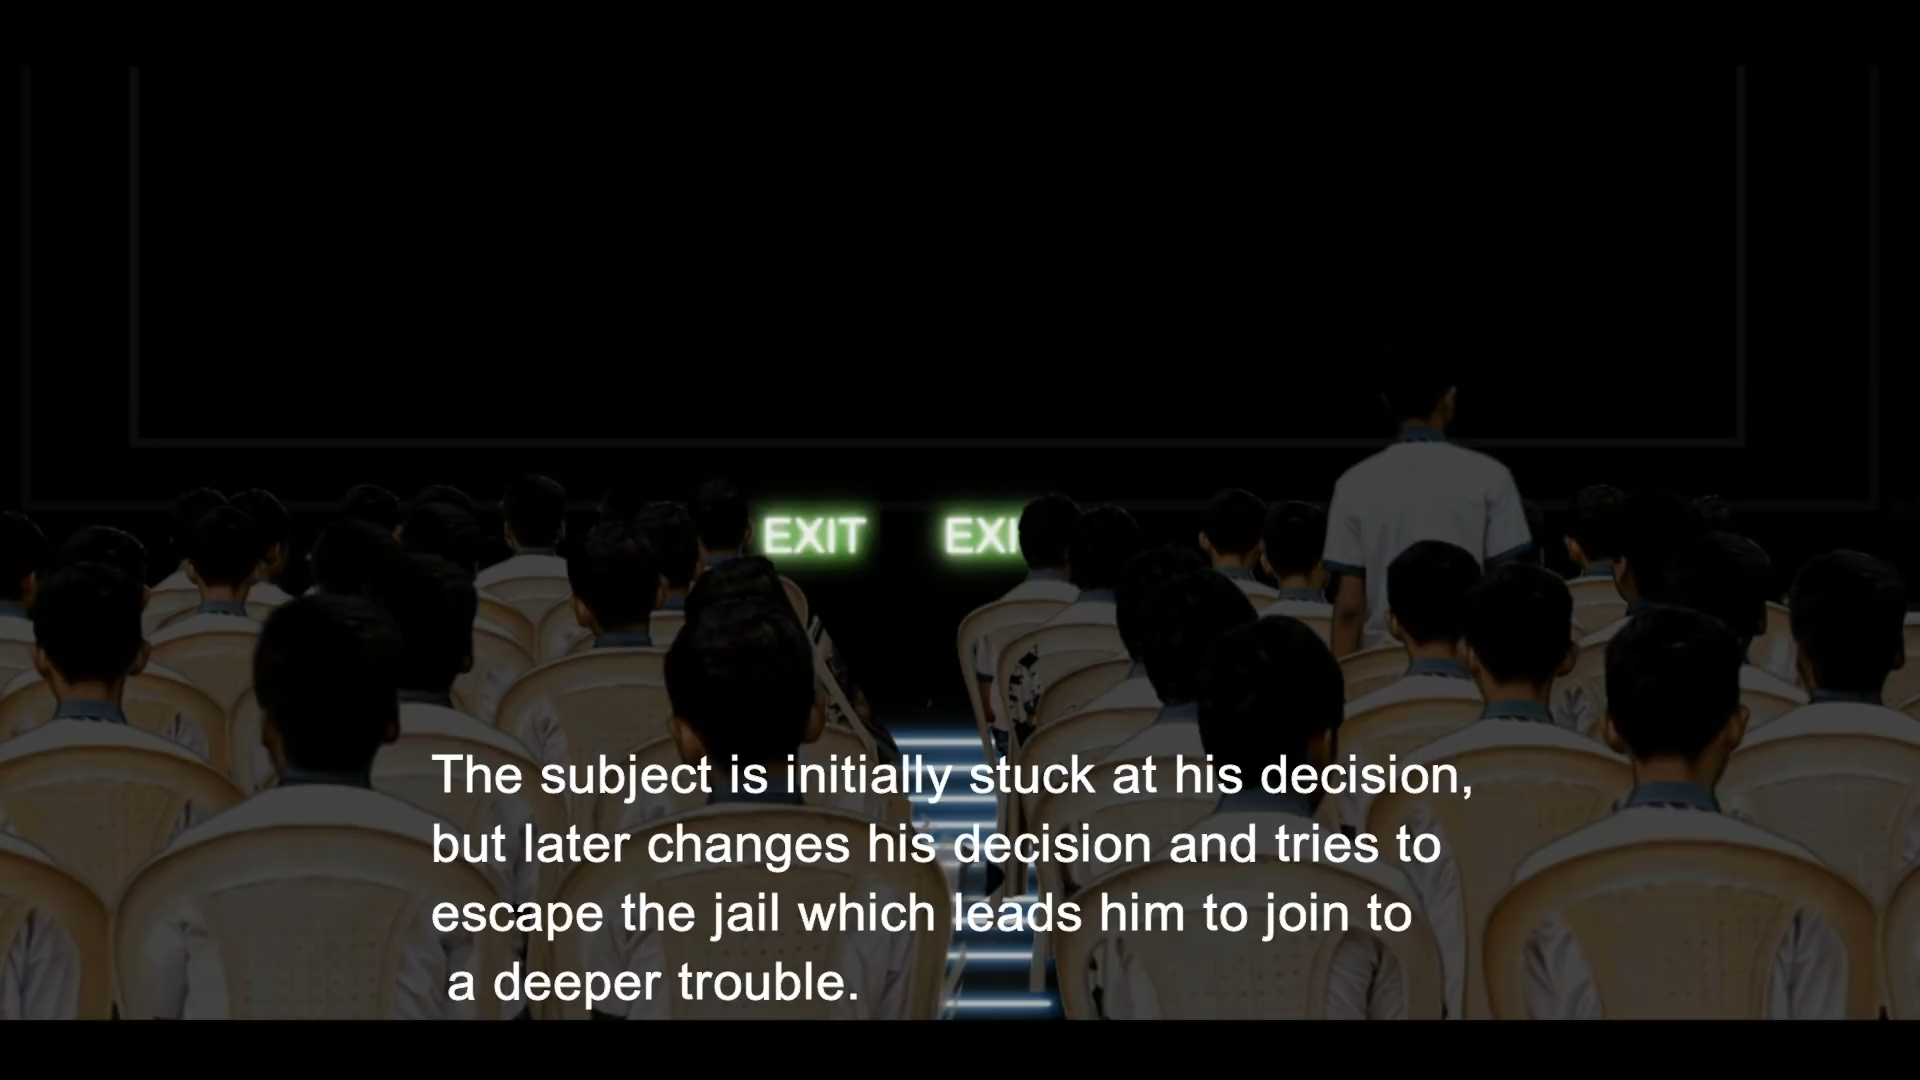 EXIT EXI
The subject is initially stuck at his decision,
but later changes his decision and tries to
escape the jail which leads him to join to
a deeper trouble.